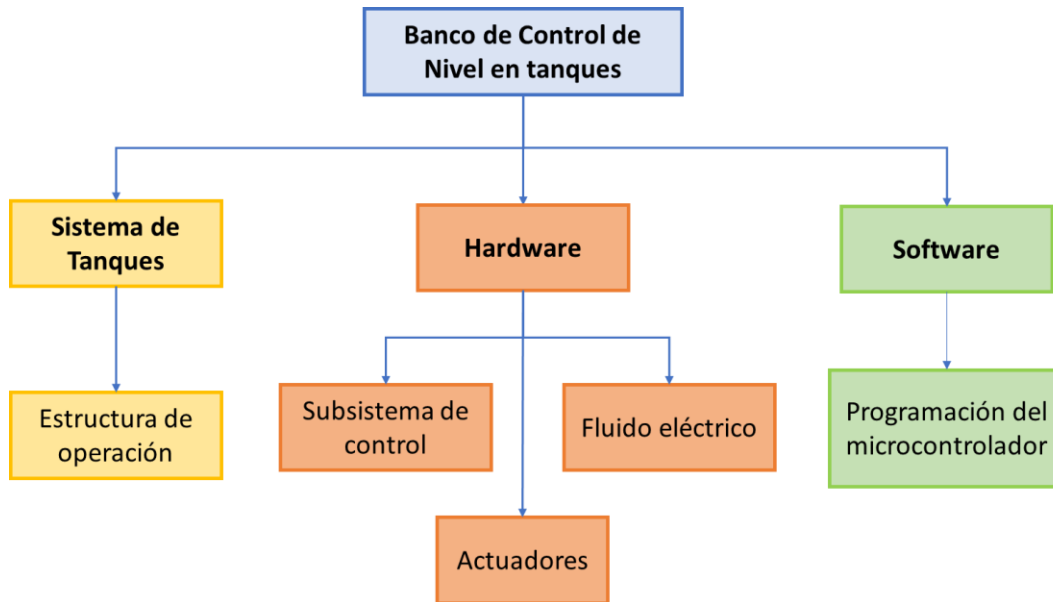 Banco de Control de
Nivel en tanques
Sistema de
Tanques
Hardware
Software
Estructura de
operación
Subsistema de
control
Fluido eléctrico
Programación del
microcontrolador
Actuadores